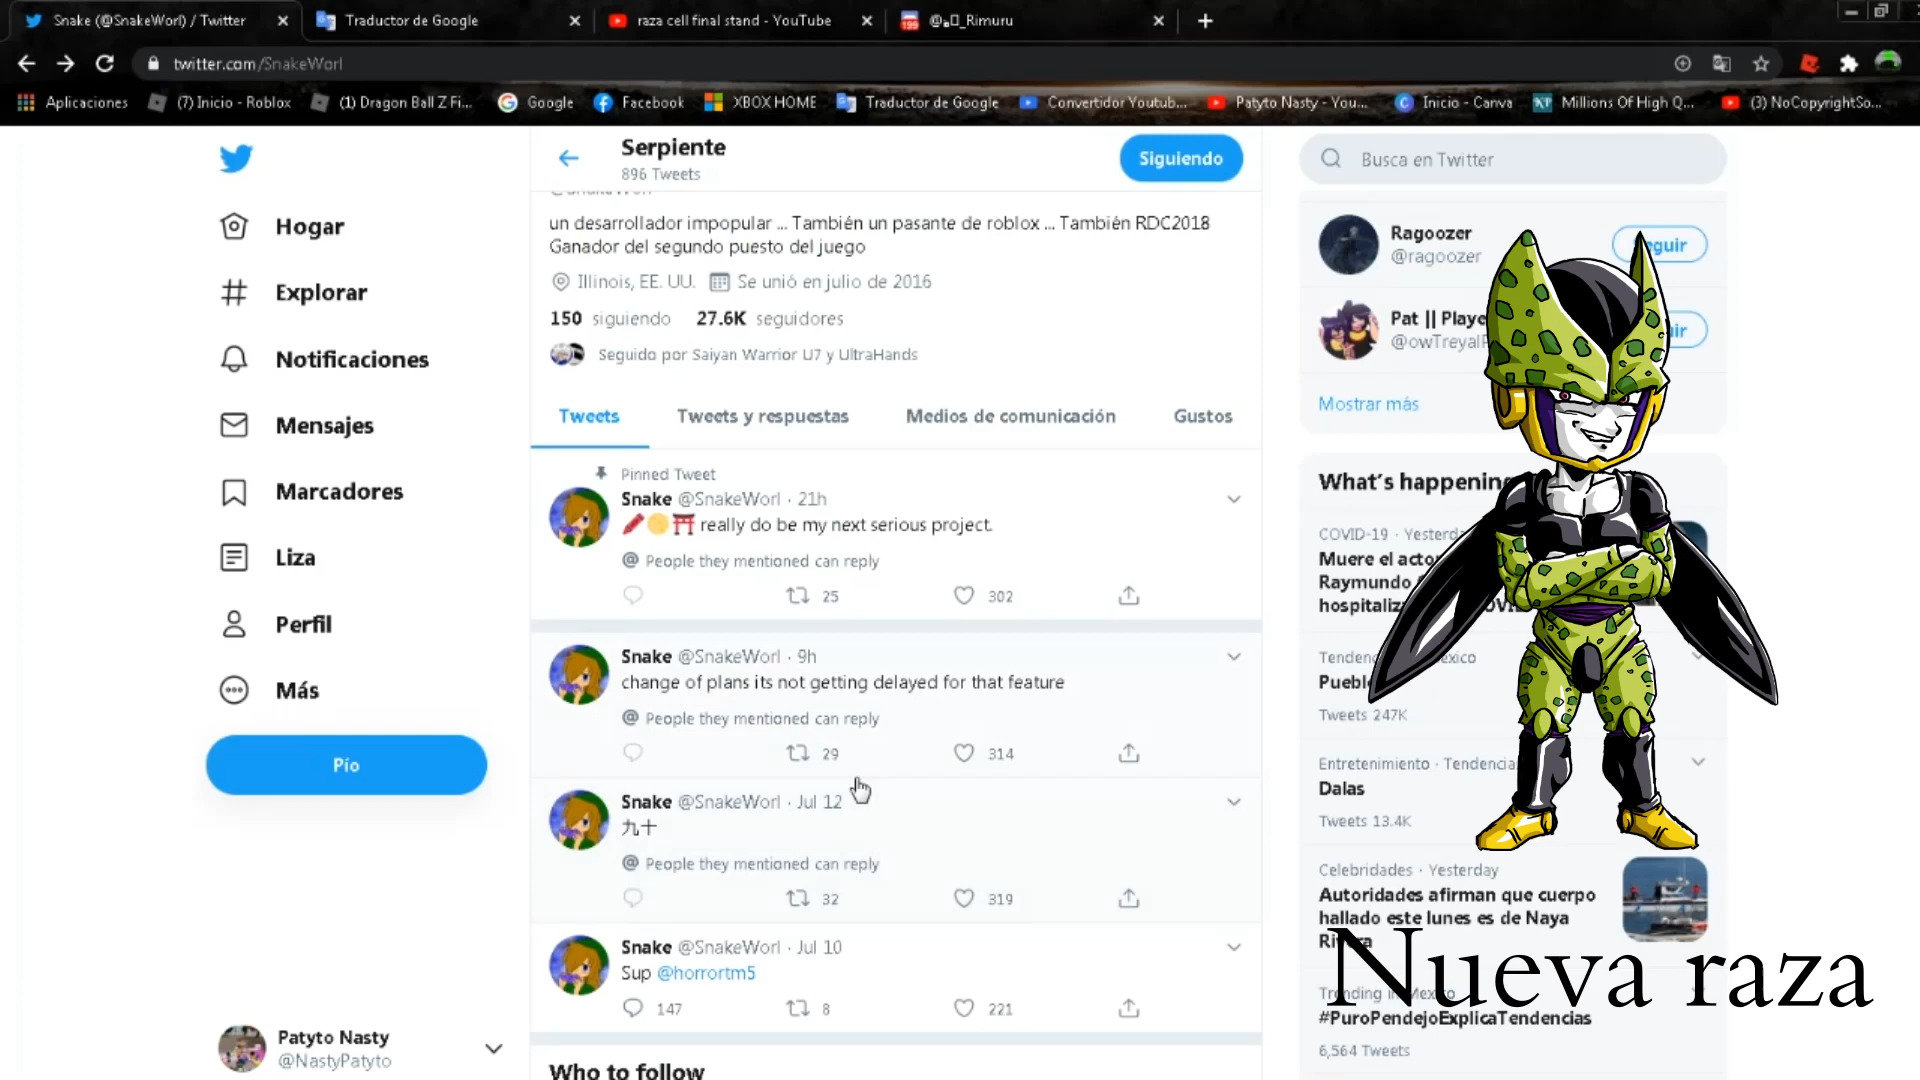 Snake (@SnakeWorl) / Twitter
Traductor de Google
raza cell final stand - YouTube
_Rimuru
twitter.com/SnakeWorl
Aplicaciones
(7) Inicio - Roblox
(1) Dragon Ball Z Fi...
Google
Facebook
XBOX HOME
Traductor de Google
Convertidor Youtub...
Patyto Nasty - You...
Inicio - Canva
Millions Of High Q...
(3) NoCopyrightSo...
Hogar
Explorar
Notificaciones
Mensajes
Marcadores
Liza
Perfil
Más
Pío
Patyto Nasty
@NastyPatyto
Serpiente
896 Tweets
Siguiendo
un desarrollador impopular ... También un pasante de roblox ... También RDC2018
Ganador del segundo puesto del juego
Illinois, EE. UU. Se unió en julio de 2016
150 siguiendo 27.6K seguidores
Seguido por Saiyan Warrior U7 y UltraHands
Tweets Tweets y respuestas Medios de comunicación Gustos
Pinned Tweet
Snake @SnakeWorl · 21h
🖍️🌕⛩️ really do be my next serious project.
@ People they mentioned can reply
25 302
Snake @SnakeWorl · 9h
change of plans its not getting delayed for that feature
@ People they mentioned can reply
29 314
Snake @SnakeWorl · Jul 12
九十
@ People they mentioned can reply
32 319
Snake @SnakeWorl · Jul 10
Sup @horrortm5
147 8 221
Who to follow
Busca en Twitter
Ragoozer
@ragoozer
Pat || Playe
Mostrar más
What's happening
COVID-19 · Yesterda
Muere el actor
Raymundo
hospitaliz
Tweets 247K
Entretenimiento · Tendencia
Dalas
Tweets 13.4K
Celebridades · Yesterday
Autoridades afirman que cuerpo
hallado este lunes es de Naya
Rivera
Nueva raza
Trending in Mexico
#PuroPendejoExplicaTendencias
6,564 Tweets